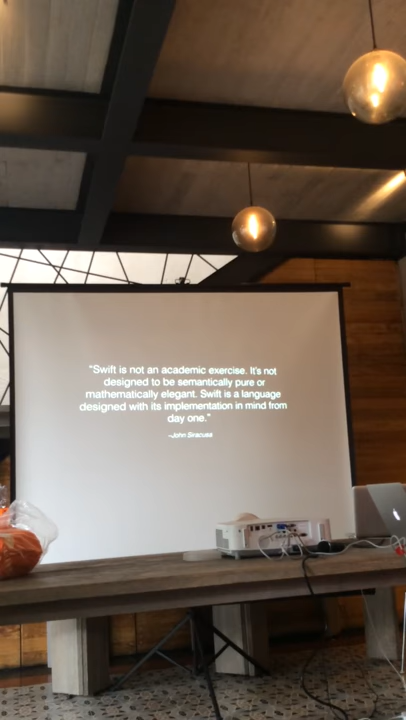 "Swift is not an academic exercise. It's not
designed to be semantically pure or
mathematically elegant. Swift is a language
designed with its implementation in mind from
day one."
–John Siracusa